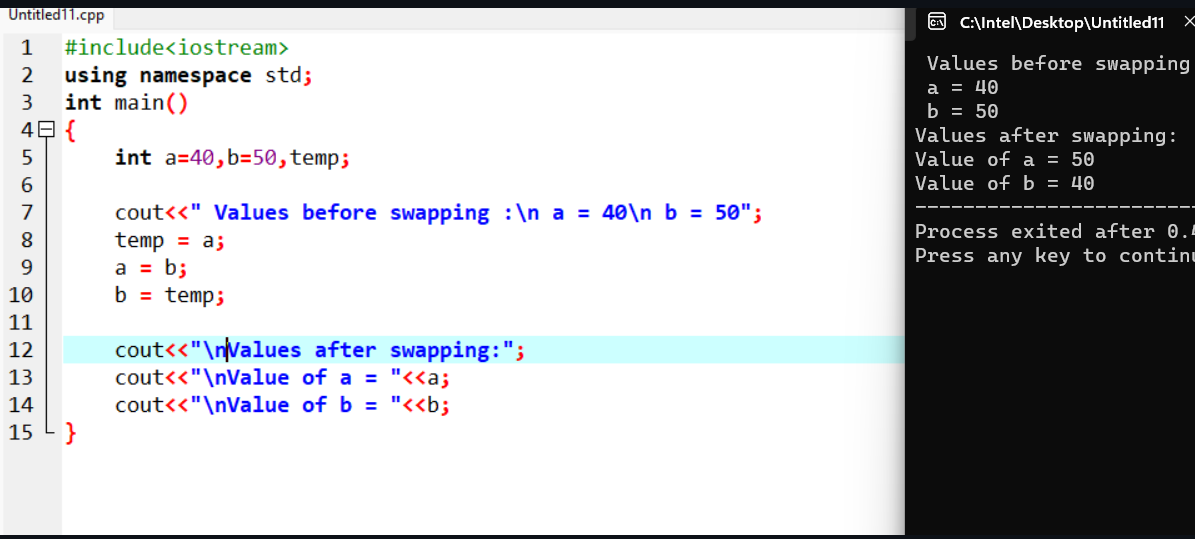 Untitled11.cpp
1 #include<iostream>
2 using namespace std;
3 int main()
4 {
5 int a=40,b=50,temp;
6
7 cout<<" Values before swapping :\n a = 40\n b = 50";
8 temp = a;
9 a = b;
10 b = temp;
11
12 cout<<"\nValues after swapping:";
13 cout<<"\nValue of a = "<<a;
14 cout<<"\nValue of b = "<<b;
15 }
C:\Intel\Desktop\Untitled11
Values before swapping
a = 40
b = 50
Values after swapping:
Value of a = 50
Value of b = 40
------------------------
Process exited after 0.
Press any key to